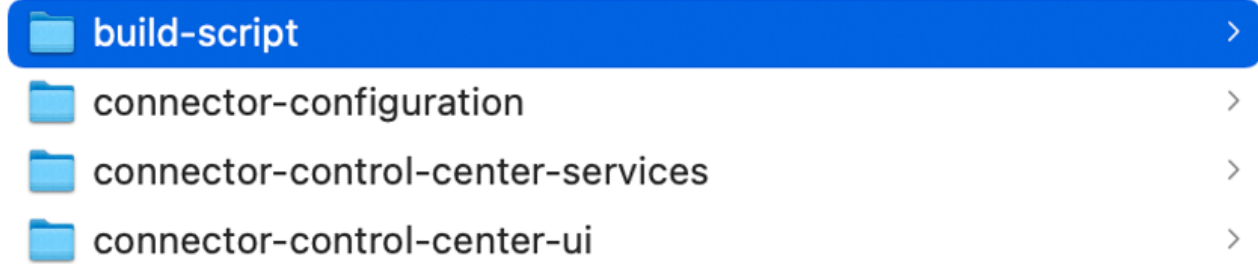 build-script
connector-configuration
connector-control-center-services
connector-control-center-ui